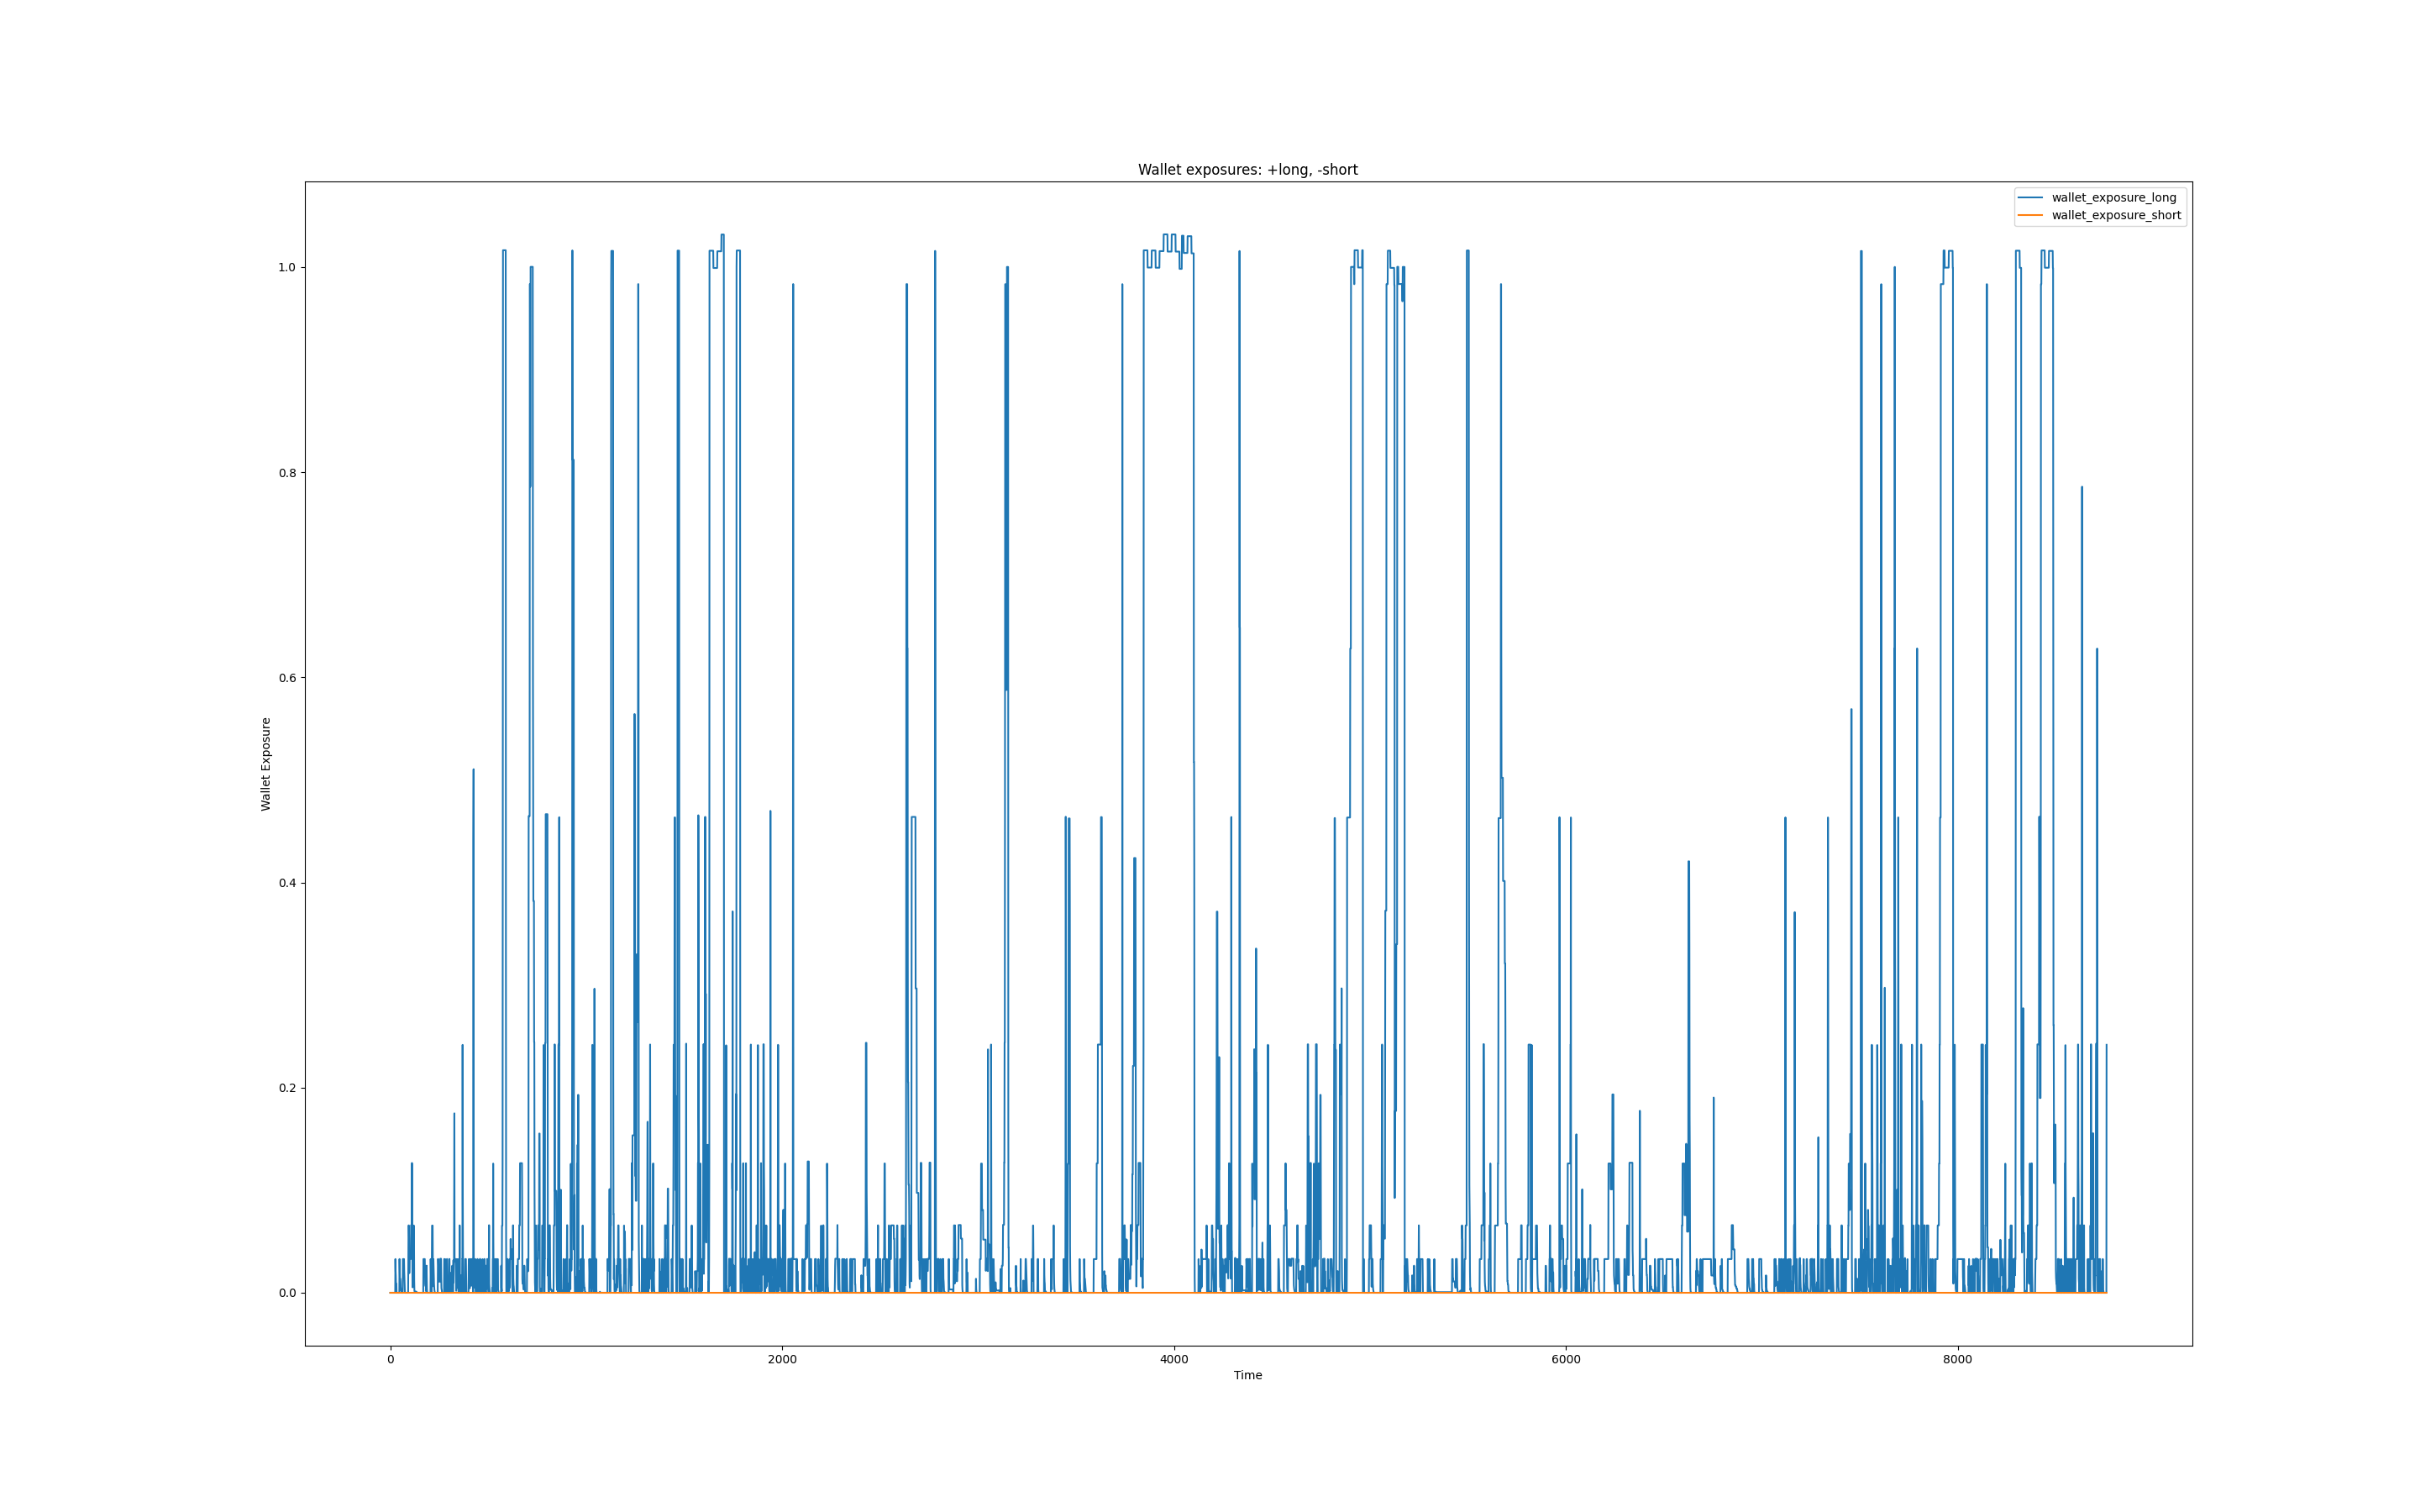 Wallet exposures: +long, -short
wallet_exposure_long
wallet_exposure_short
1.0
0.8
0.6
0.4
0.2
0.0
Wallet Exposure
0 2000 4000 6000 8000
Time